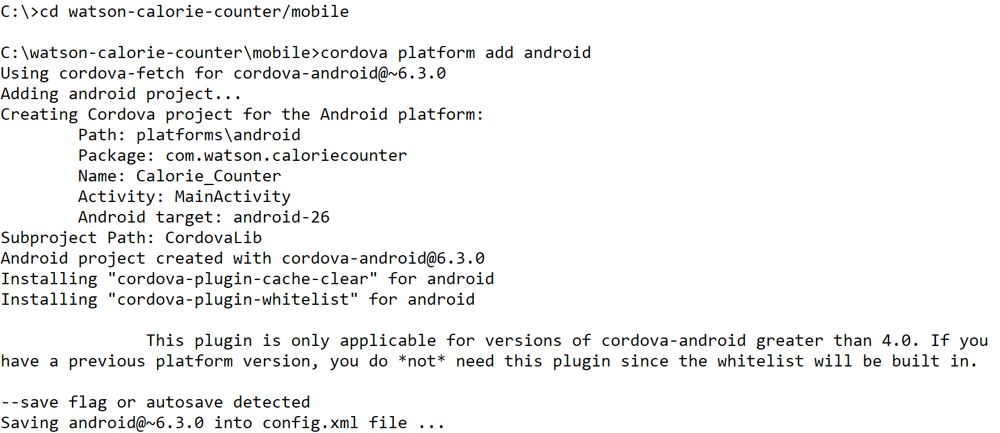 C:\>cd watson-calorie-counter/mobile
C:\watson-calorie-counter\mobile>cordova platform add android
Using cordova-fetch for cordova-android@~6.3.0
Adding android project...
Creating Cordova project for the Android platform:
Path: platforms\android
Package: com.watson.caloriecounter
Name: Calorie_Counter
Activity: MainActivity
Android target: android-26
Subproject Path: CordovaLib
Android project created with cordova-android@6.3.0
Installing "cordova-plugin-cache-clear" for android
Installing "cordova-plugin-whitelist" for android
This plugin is only applicable for versions of cordova-android greater than 4.0. If you
have a previous platform version, you do *not* need this plugin since the whitelist will be built in.
--save flag or autosave detected
Saving android@~6.3.0 into config.xml file ...